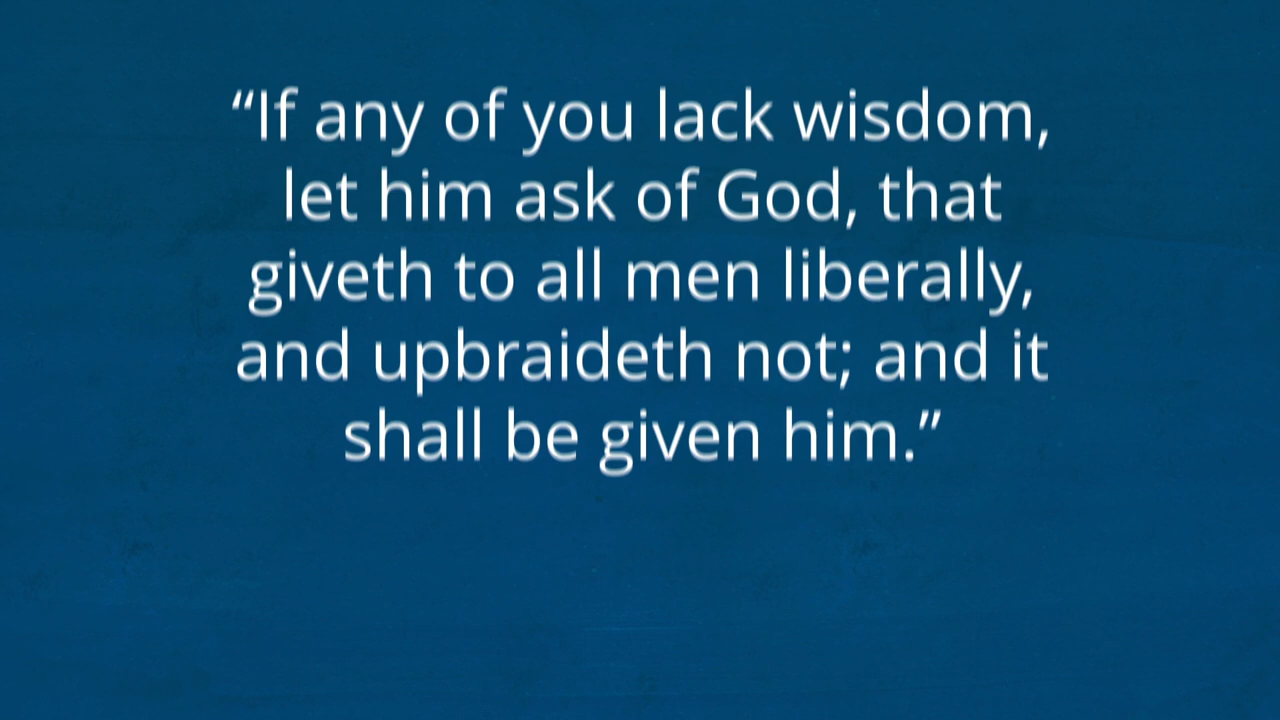 “If any of you lack wisdom,
let him ask of God, that
giveth to all men liberally,
and upbraideth not; and it
shall be given him.”